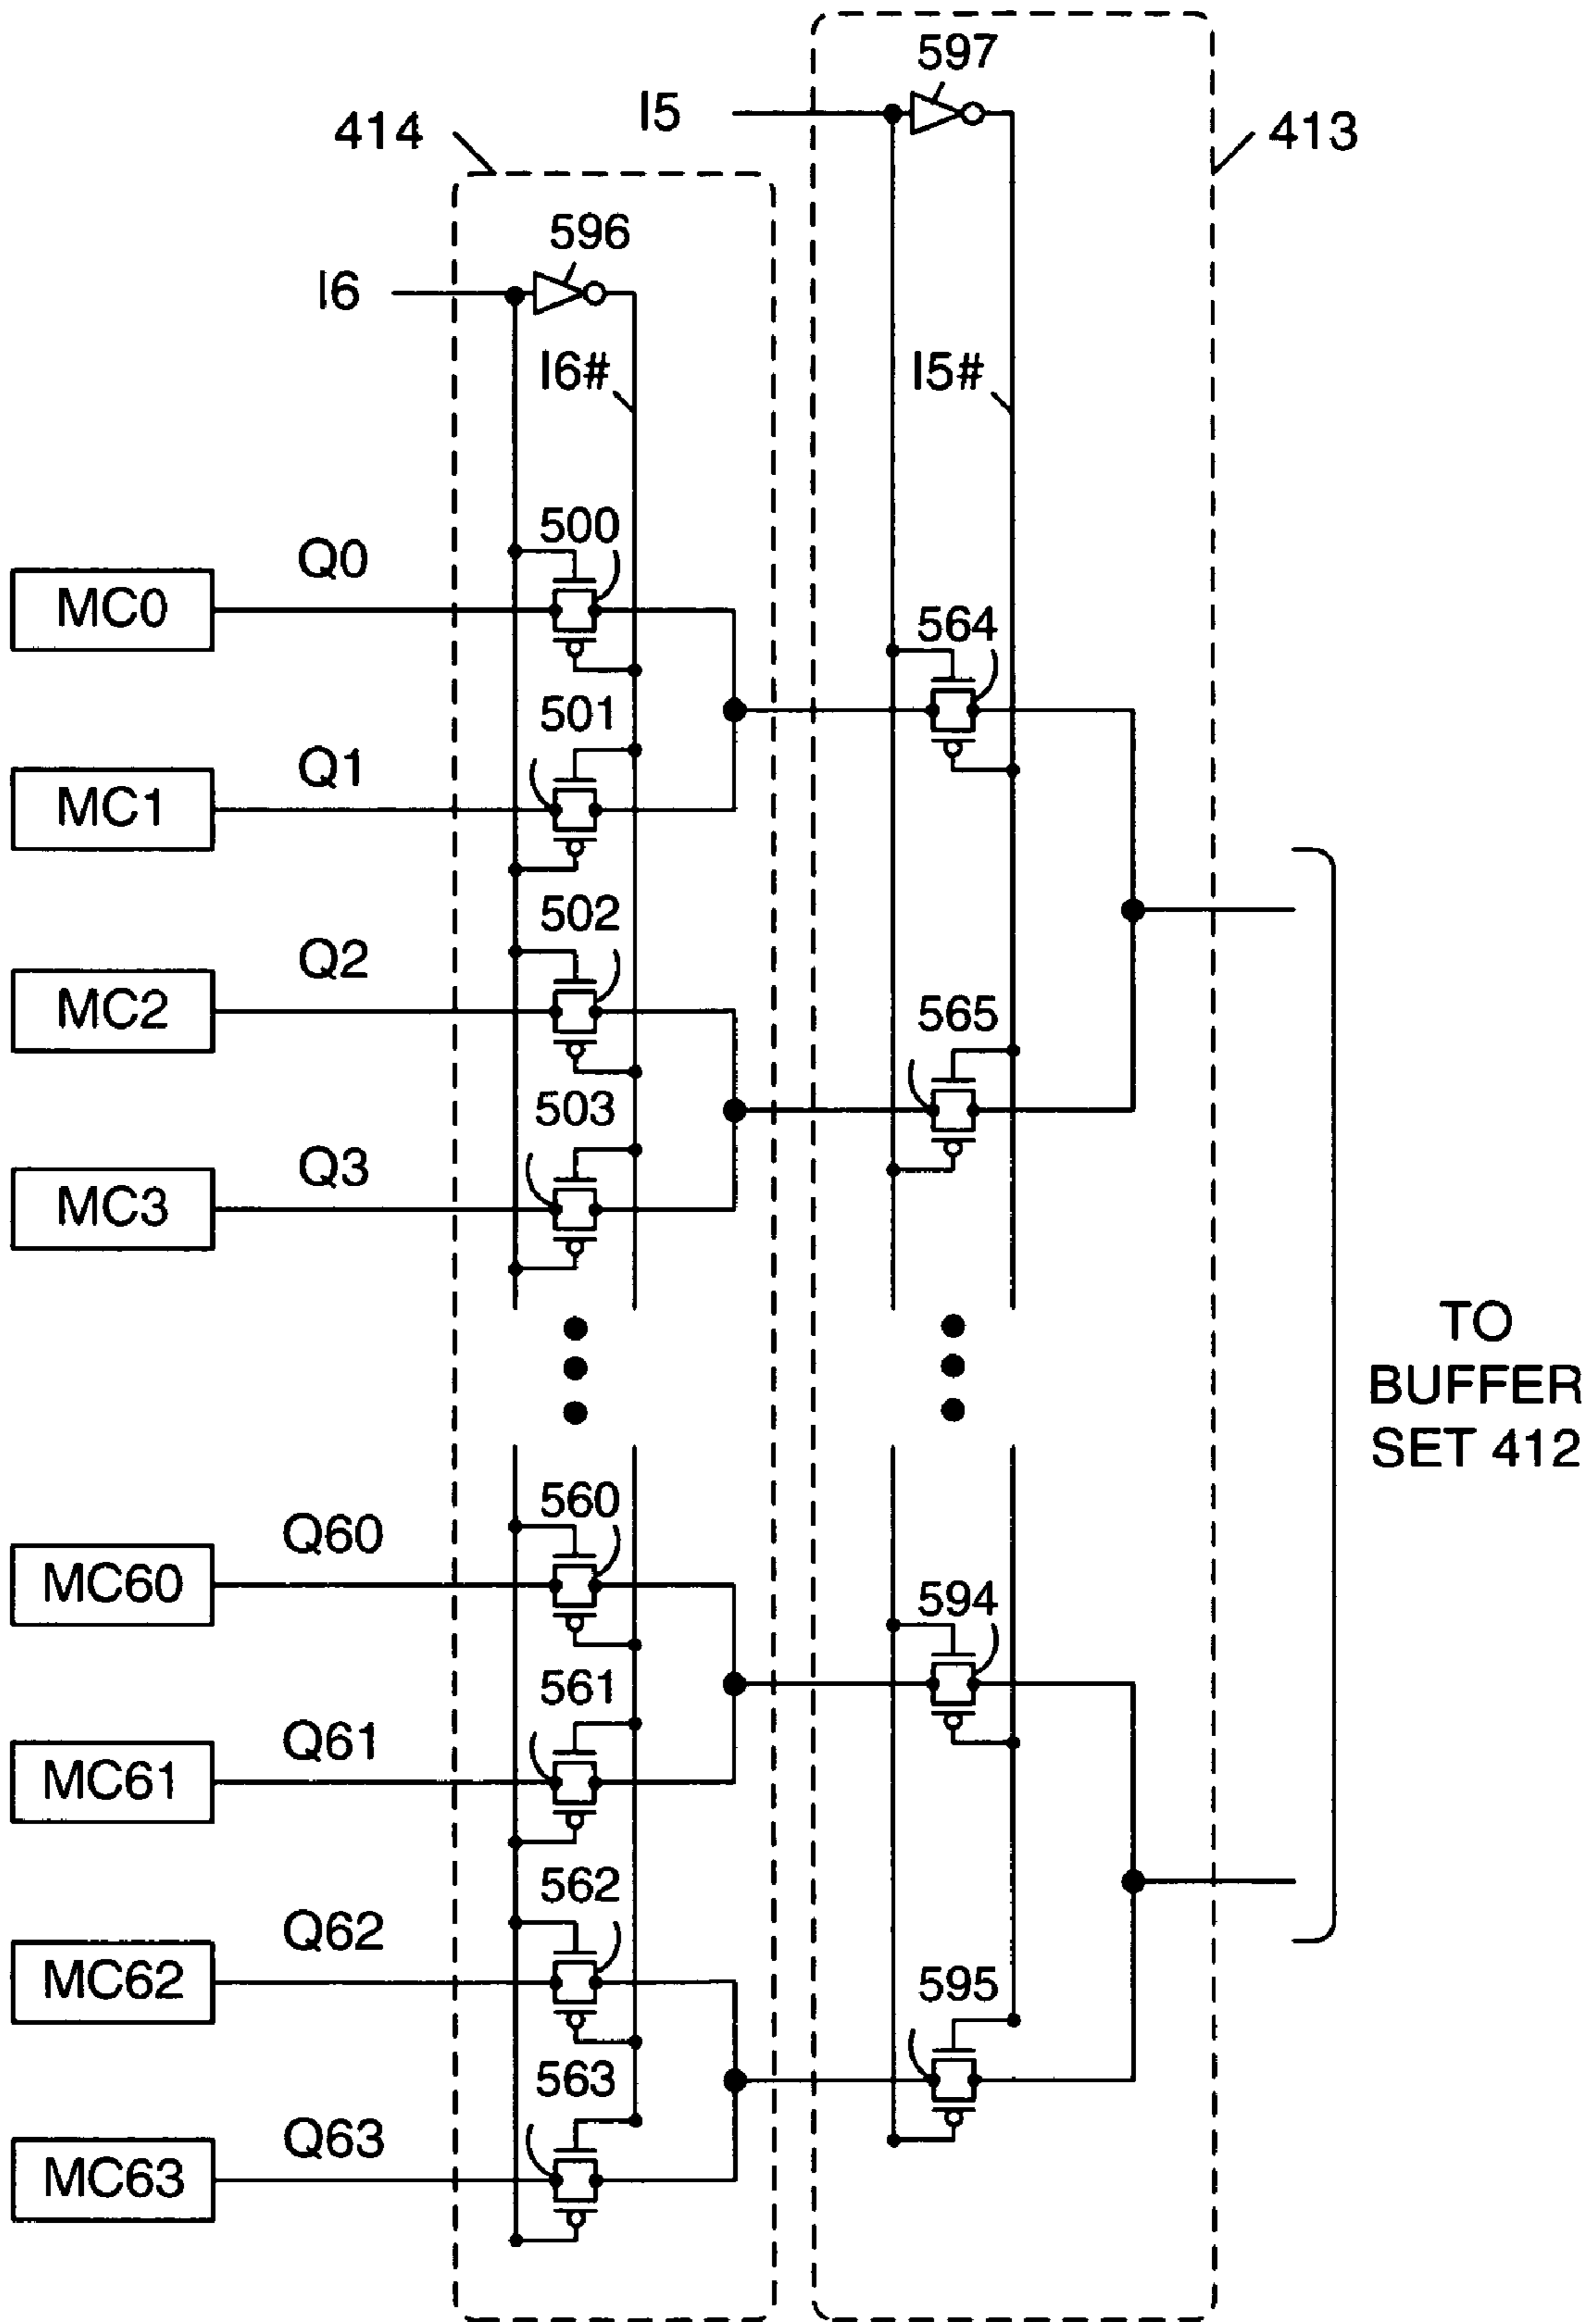 597
I5
414
413
596
I6
I6#
I5#
500
Q0
MC0
564
501
Q1
MC1
502
Q2
MC2
565
503
Q3
MC3
TO
BUFFER
SET 412
560
Q60
MC60
594
561
Q61
MC61
562
Q62
MC62
595
563
Q63
MC63